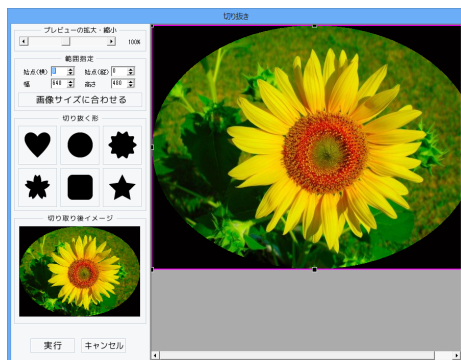 切り抜き
プレビューの拡大・縮小
100%
範囲指定
始点(横) 0 始点(縦) 0
幅 640 高さ 480
画像サイズに合わせる
切り抜く形
切り取り後イメージ
実行 キャンセル